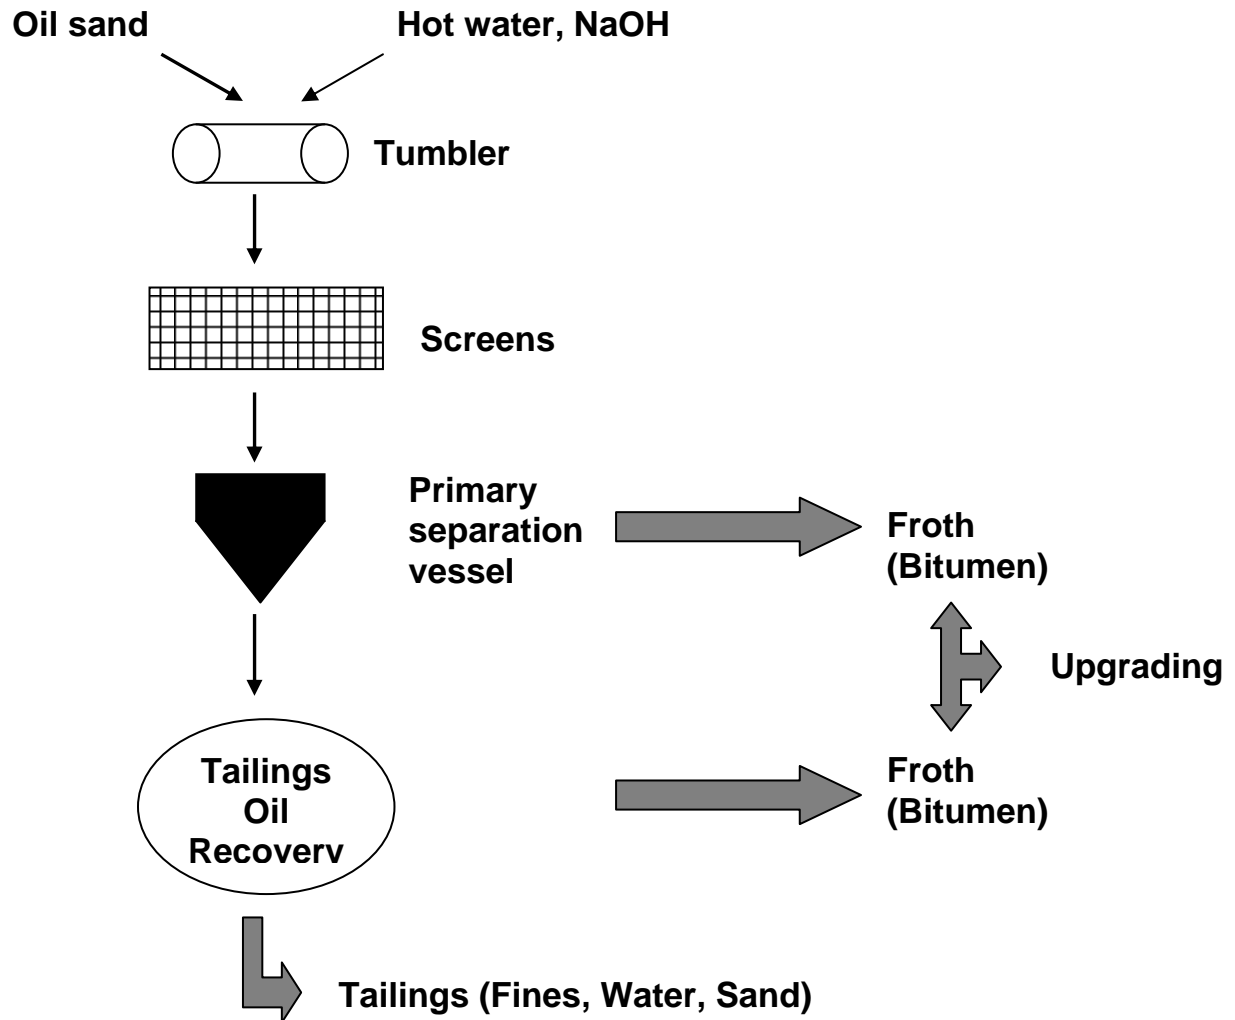 Oil sand
Hot water, NaOH
Tumbler
Screens
Primary
separation
vessel
Froth
(Bitumen)
Upgrading
Tailings
Oil
Recovery
Froth
(Bitumen)
Tailings (Fines, Water, Sand)